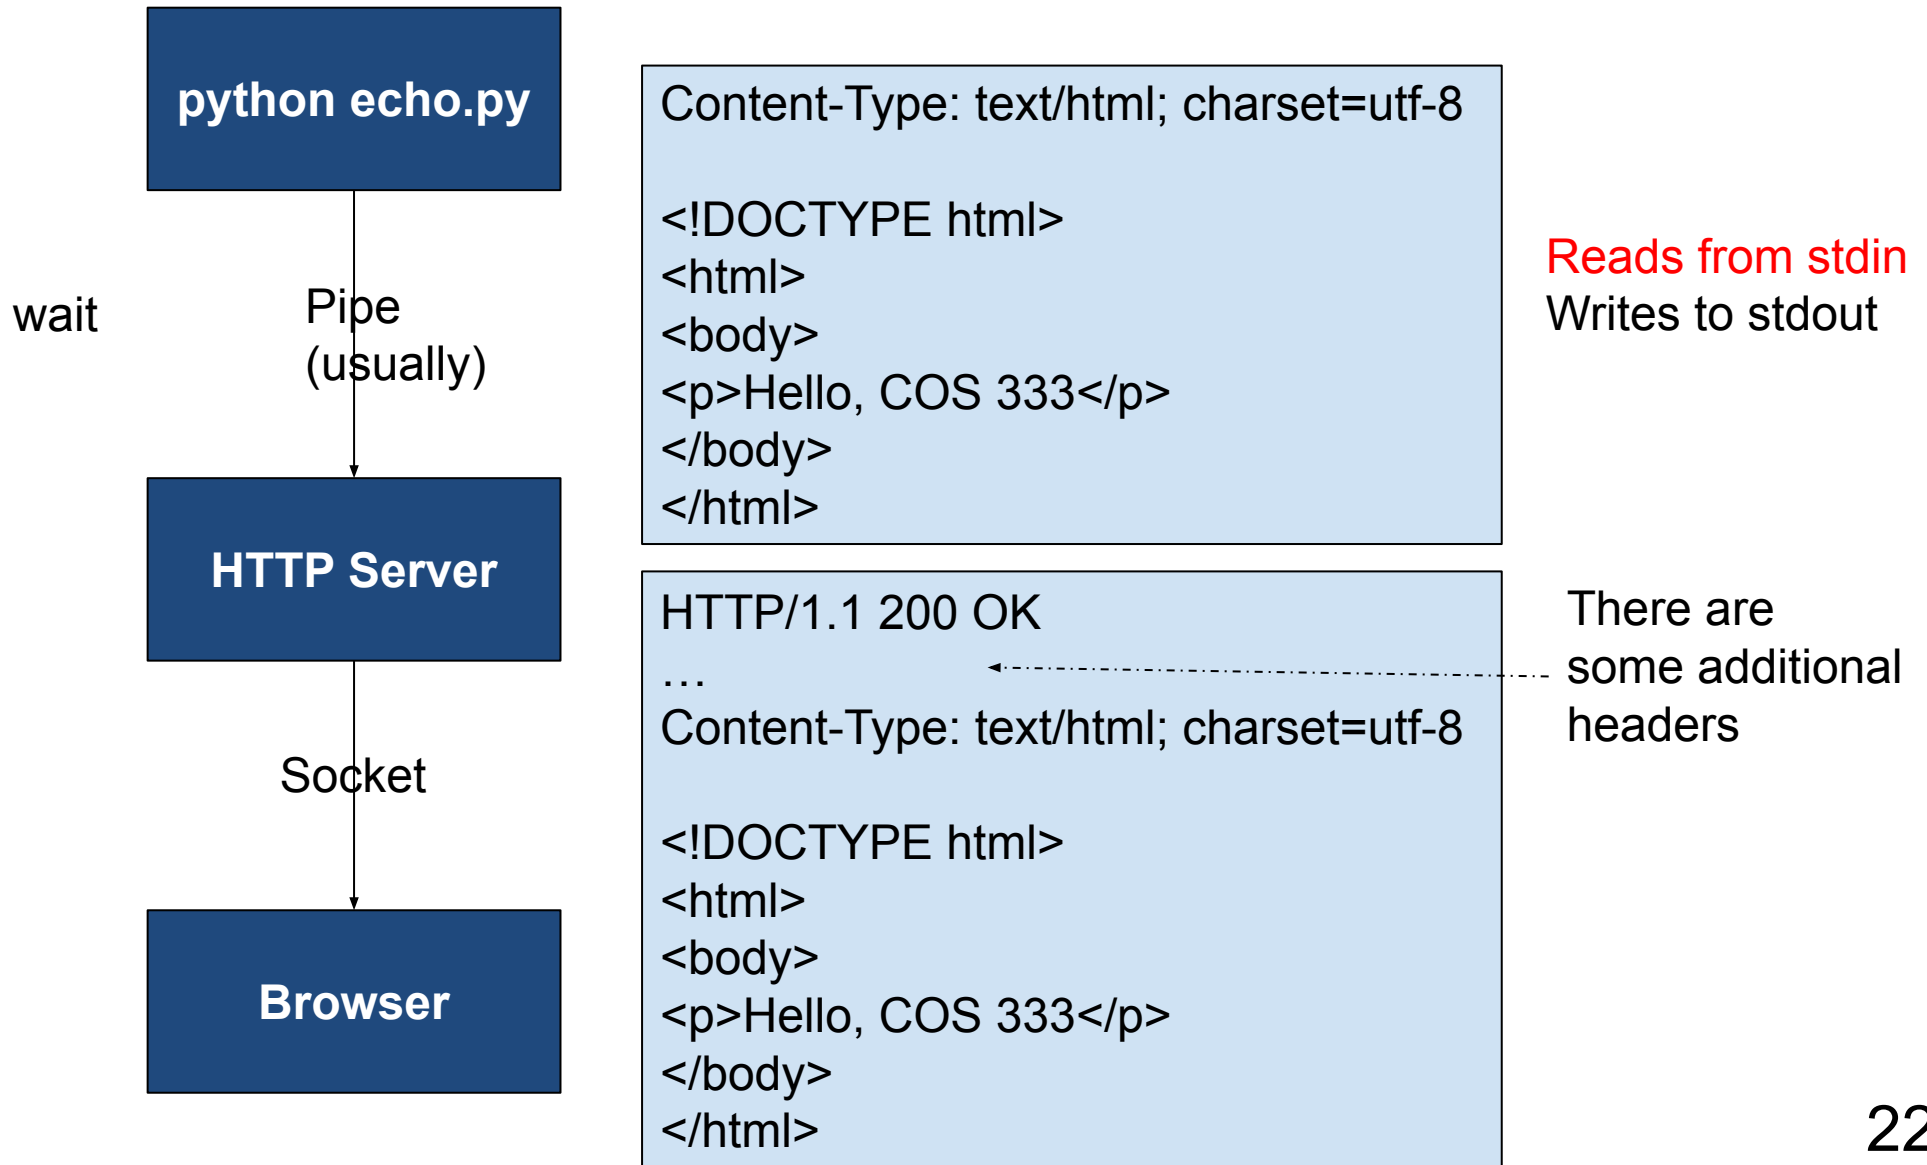 python echo.py
wait
Pipe
(usually)
HTTP Server
Socket
Browser
Content-Type: text/html; charset=utf-8
<!DOCTYPE html>
<html>
<body>
<p>Hello, COS 333</p>
</body>
</html>
Reads from stdin
Writes to stdout
HTTP/1.1 200 OK
…
Content-Type: text/html; charset=utf-8
<!DOCTYPE html>
<html>
<body>
<p>Hello, COS 333</p>
</body>
</html>
There are
some additional
headers
22